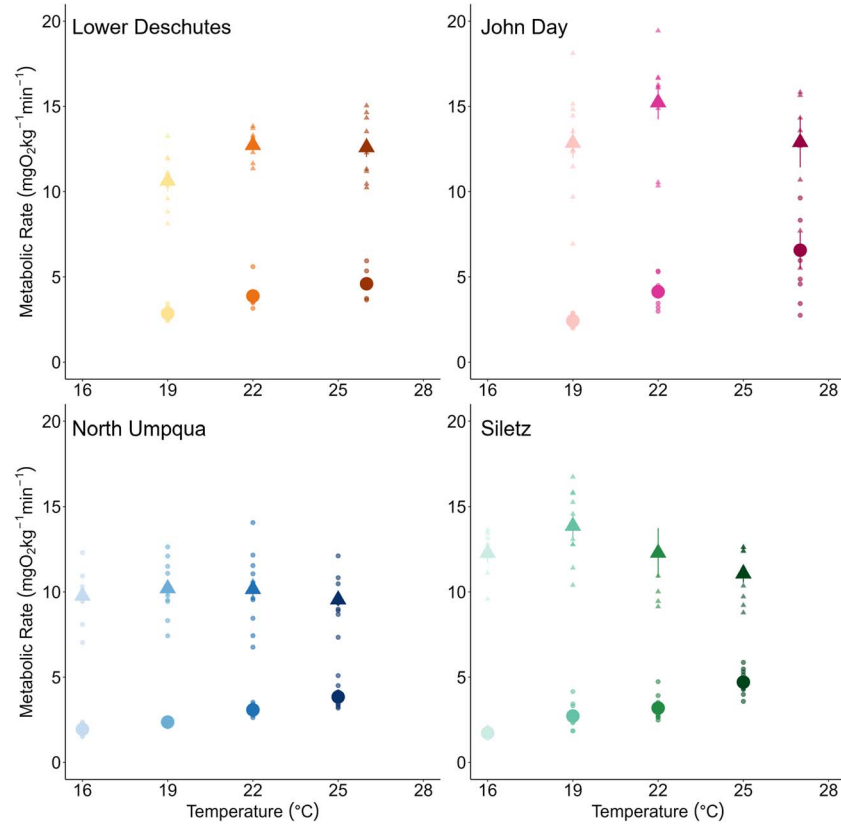 Lower Deschutes
John Day
Metabolic Rate (mgO₂kg⁻¹min⁻¹)
20
15
10
5
0
16 19 22 25 28
20
15
10
5
0
16 19 22 25 28
North Umpqua
Siletz
Metabolic Rate (mgO₂kg⁻¹min⁻¹)
20
15
10
5
0
16 19 22 25 28
Temperature (°C)
20
15
10
5
0
16 19 22 25 28
Temperature (°C)